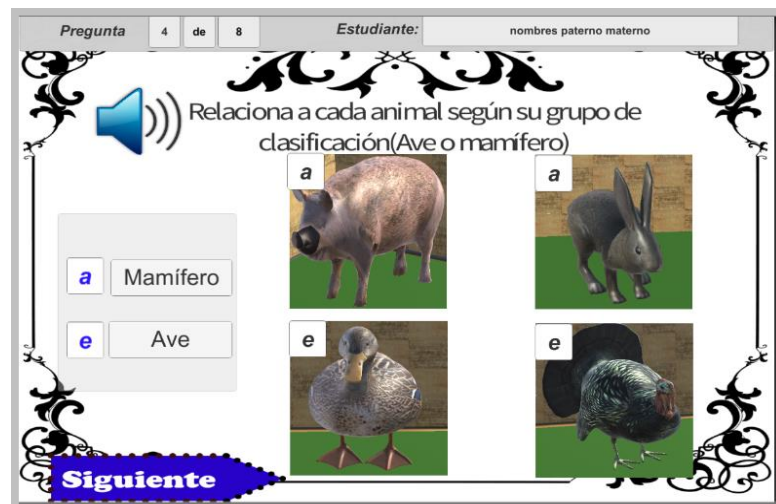 Pregunta 4 de 8 Estudiante: nombres paterno materno
Relaciona a cada animal según su grupo de
clasificación(Ave o mamífero)
a a
a Mamífero
e Ave
e e
Siguiente